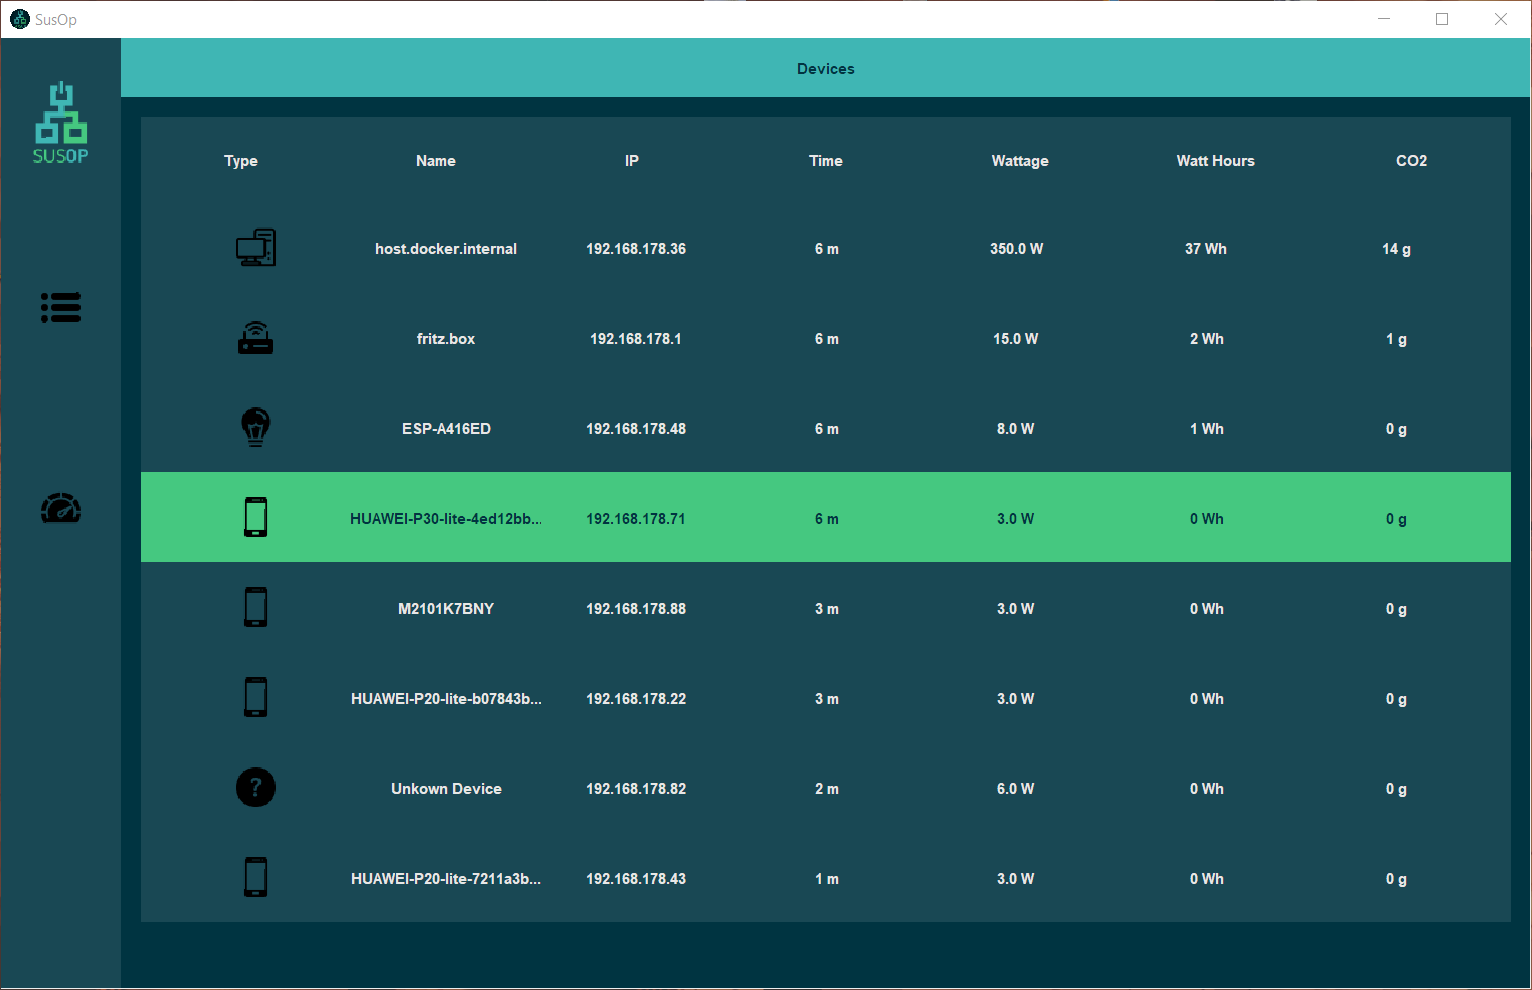 SusOp
Devices
SUSOP
Type Name IP Time Wattage Watt Hours CO2
host.docker.internal 192.168.178.36 6 m 350.0 W 37 Wh 14 g
fritz.box 192.168.178.1 6 m 15.0 W 2 Wh 1 g
ESP-A416ED 192.168.178.48 6 m 8.0 W 1 Wh 0 g
HUAWEI-P30-lite-4ed12bb... 192.168.178.71 6 m 3.0 W 0 Wh 0 g
M2101K7BNY 192.168.178.88 3 m 3.0 W 0 Wh 0 g
HUAWEI-P20-lite-b07843b... 192.168.178.22 3 m 3.0 W 0 Wh 0 g
? Unkown Device 192.168.178.82 2 m 6.0 W 0 Wh 0 g
HUAWEI-P20-lite-7211a3b... 192.168.178.43 1 m 3.0 W 0 Wh 0 g